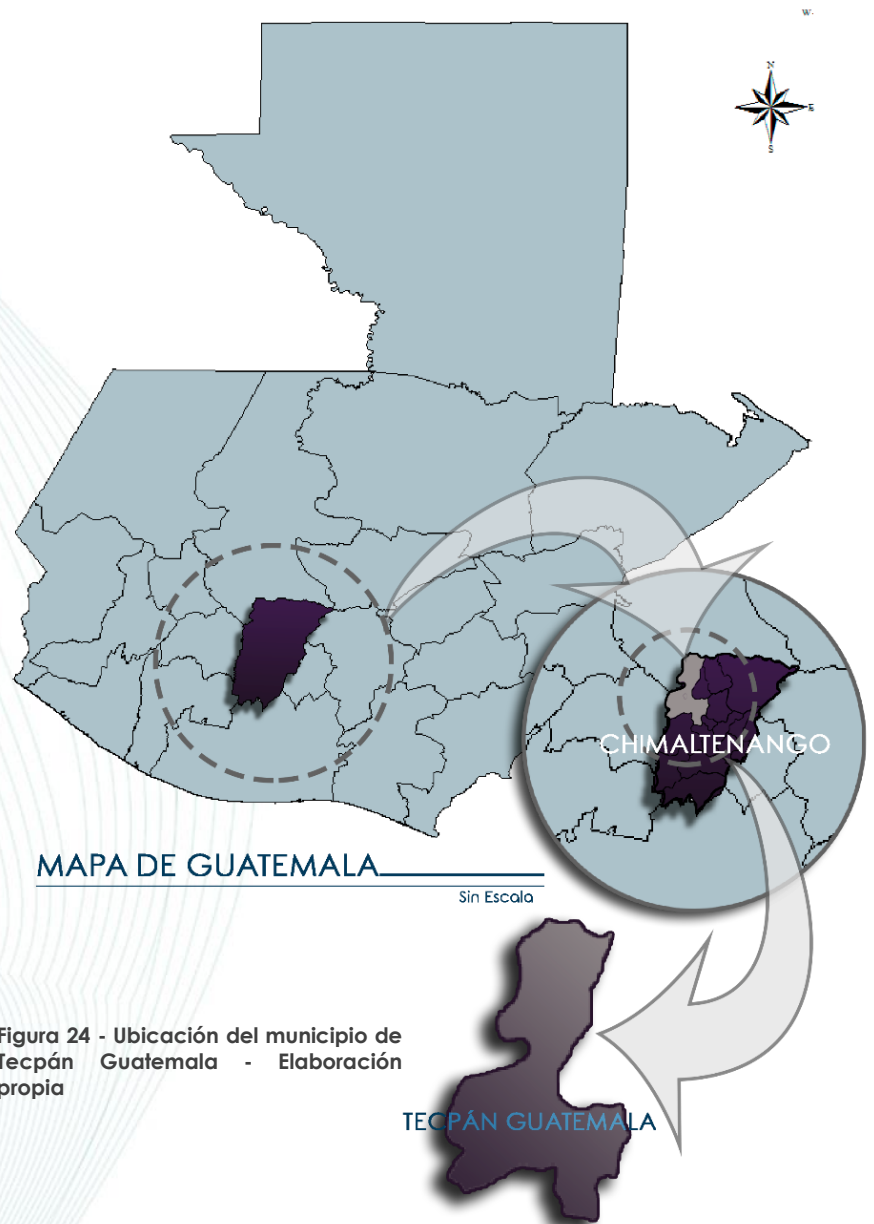 W.
N
E
S
CHIMALTENANGO
MAPA DE GUATEMALA
Sin Escala
Figura 24 - Ubicación del municipio de
Tecpán Guatemala - Elaboración
propia
TECPÁN GUATEMALA